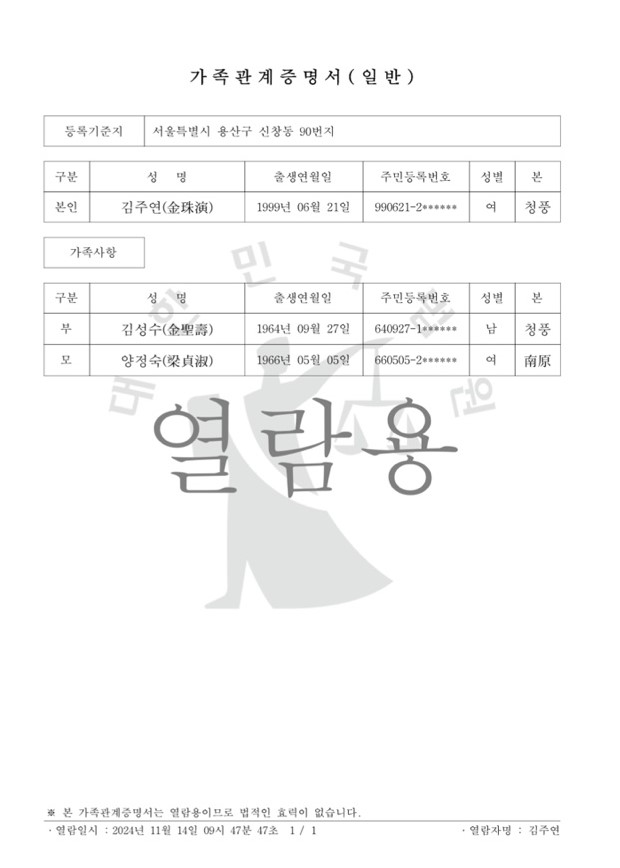 가족관계증명서(일반)
등록기준지 서울특별시 용산구 신창동 90번지
구분 성 명 출생연월일 주민등록번호 성별 본
본인 김주연(金珠演) 1999년 06월 21일 990621-2****** 여 청풍
가족사항
구분 성 명 출생연월일 주민등록번호 성별 본
부 김성수(金聖壽) 1964년 09월 27일 640927-1****** 남 청풍
모 양정숙(梁貞淑) 1966년 05월 05일 660505-2****** 여 南原
대한민국법원
열람용
※ 본 가족관계증명서는 열람용이므로 법적인 효력이 없습니다.
· 열람일시 : 2024년 11월 14일 09시 47분 47초 1 / 1 · 열람자명 : 김주연